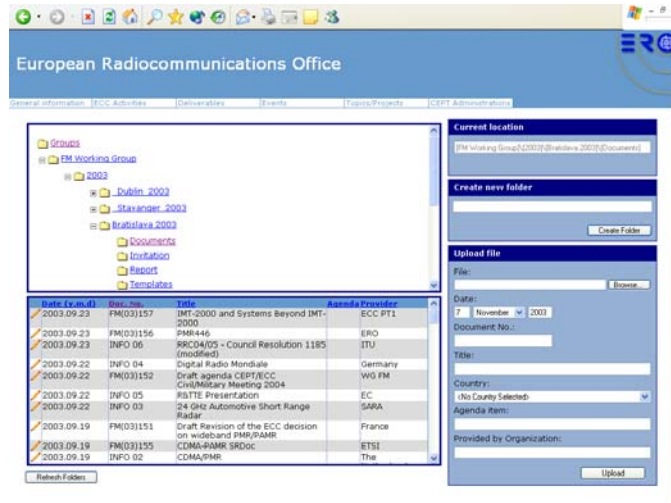 ERO
European Radiocommunications Office
General information ECC Activities Deliverables Events Topics/Projects CEPT Administrations
Groups
FM Working Group
2003
Dublin 2003
Stavanger 2003
Bratislava 2003
Documents
Invitation
Report
Templates
Date (y.m.d) Doc. No. Title Agenda Provider
2003.09.23 FM(03)157 IMT-2000 and Systems Beyond IMT- ECC PT1
2000
2003.09.23 FM(03)156 PMR446 ERO
2003.09.23 INFO 06 RRC04/05 - Council Resolution 1185 ITU
(modified)
2003.09.22 INFO 04 Digital Radio Mondiale Germany
2003.09.22 FM(03)152 Draft agenda CEPT/ECC WG FM
Civil/Military Meeting 2004
2003.09.22 INFO 05 R&TTE Presentation EC
2003.09.22 INFO 03 24 GHz Automotive Short Range SARA
Radar
2003.09.19 FM(03)151 Draft Revision of the ECC decision France
on wideband PMR/PAMR
2003.09.19 FM(03)155 CDMA-PAMR SRDoc ETSI
2003.09.19 INFO 02 CDMA/PMR The
Refresh Folders
Current location
[FM Working Group]\[2003]\[Bratislava 2003]\[Documents]
Create new folder
Create Folder
Upload file
File:
Browse...
Date:
7 November 2003
Document No.:
Title:
Country:
<No Country Selected>
Agenda item:
Provided by Organization:
Upload